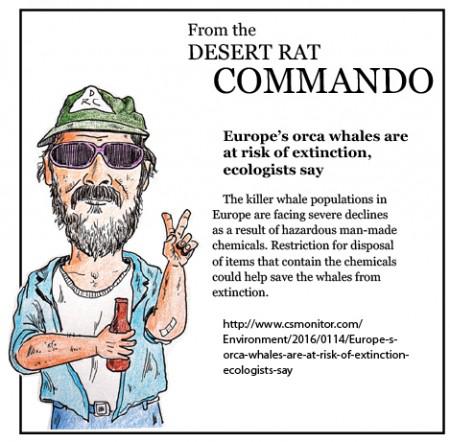 From the
DESERT RAT
COMMANDO
D
RC
Europe's orca whales are
at risk of extinction,
ecologists say
The killer whale populations in
Europe are facing severe declines
as a result of hazardous man-made
chemicals. Restriction for disposal
of items that contain the chemicals
could help save the whales from
extinction.
http://www.csmonitor.com/
Environment/2016/0114/Europe-s-
orca-whales-are-at-risk-of-extinction-
ecologists-say